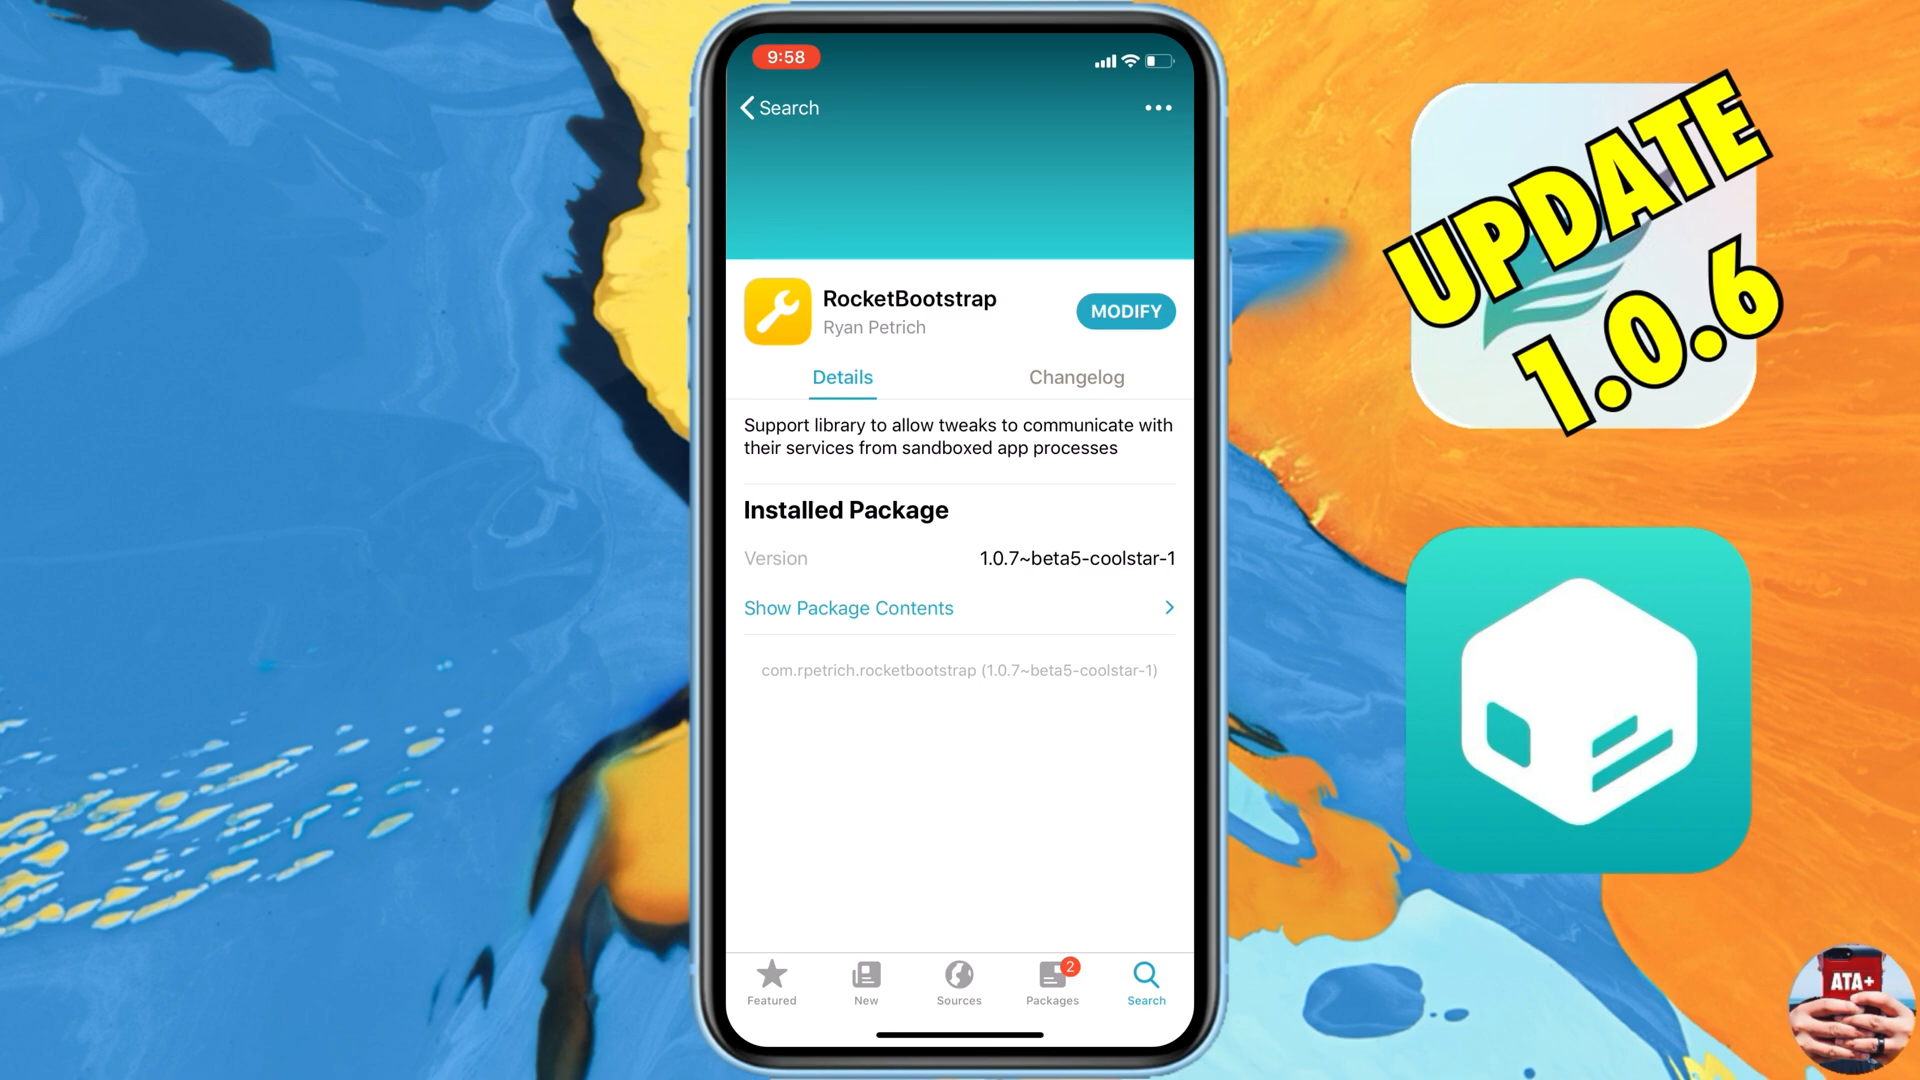 9:58
Search
RocketBootstrap
Ryan Petrich
MODIFY
Details
Changelog
Support library to allow tweaks to communicate with
their services from sandboxed app processes
Installed Package
Version
1.0.7~beta5-coolstar-1
Show Package Contents
com.rpetrich.rocketbootstrap (1.0.7~beta5-coolstar-1)
Featured
New
Sources
2
Packages
Search
UPDATE
1.0.6
ATA+